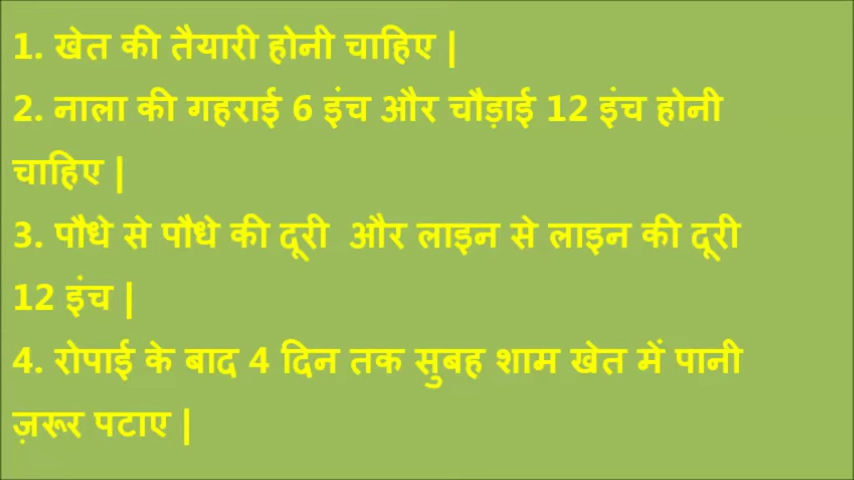 1. खेत की तैयारी होनी चाहिए |
2. नाला की गहराई 6 इंच और चौड़ाई 12 इंच होनी
चाहिए |
3. पौधे से पौधे की दूरी  और लाइन से लाइन की दूरी
12 इंच |
4. रोपाई के बाद 4 दिन तक सुबह शाम खेत में पानी
ज़रूर पटाए |